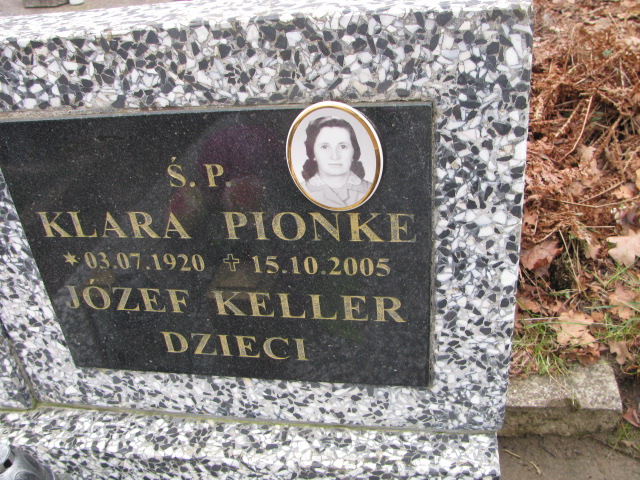 Ś. P.
KLARA PIONKE
★ 03.07.1920 ✝ 15.10.2005
JÓZEF KELLER
DZIECI